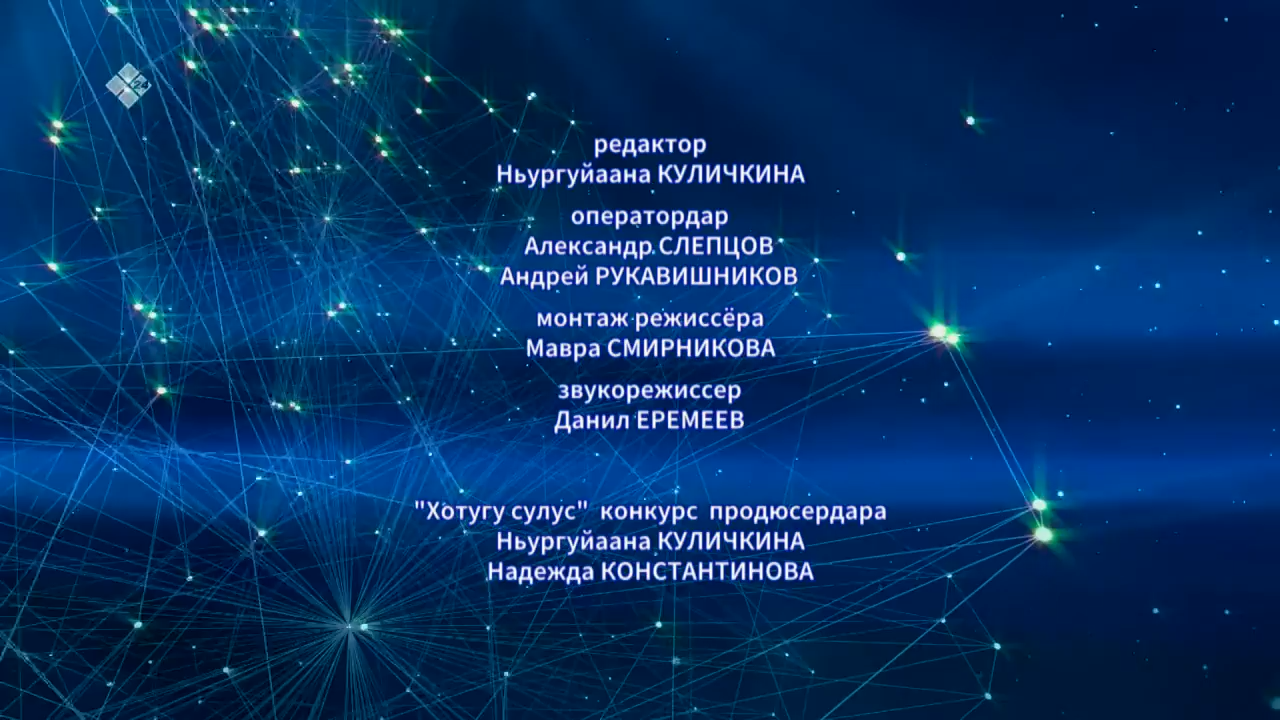 24
редактор
Ньургуйаана КУЛИЧКИНА
оператордар
Александр СЛЕПЦОВ
Андрей РУКАВИШНИКОВ
монтаж режиссёра
Мавра СМИРНИКОВА
звукорежиссер
Данил ЕРЕМЕЕВ
"Хотугу сулус" конкурс продюсердара
Ньургуйаана КУЛИЧКИНА
Надежда КОНСТАНТИНОВА